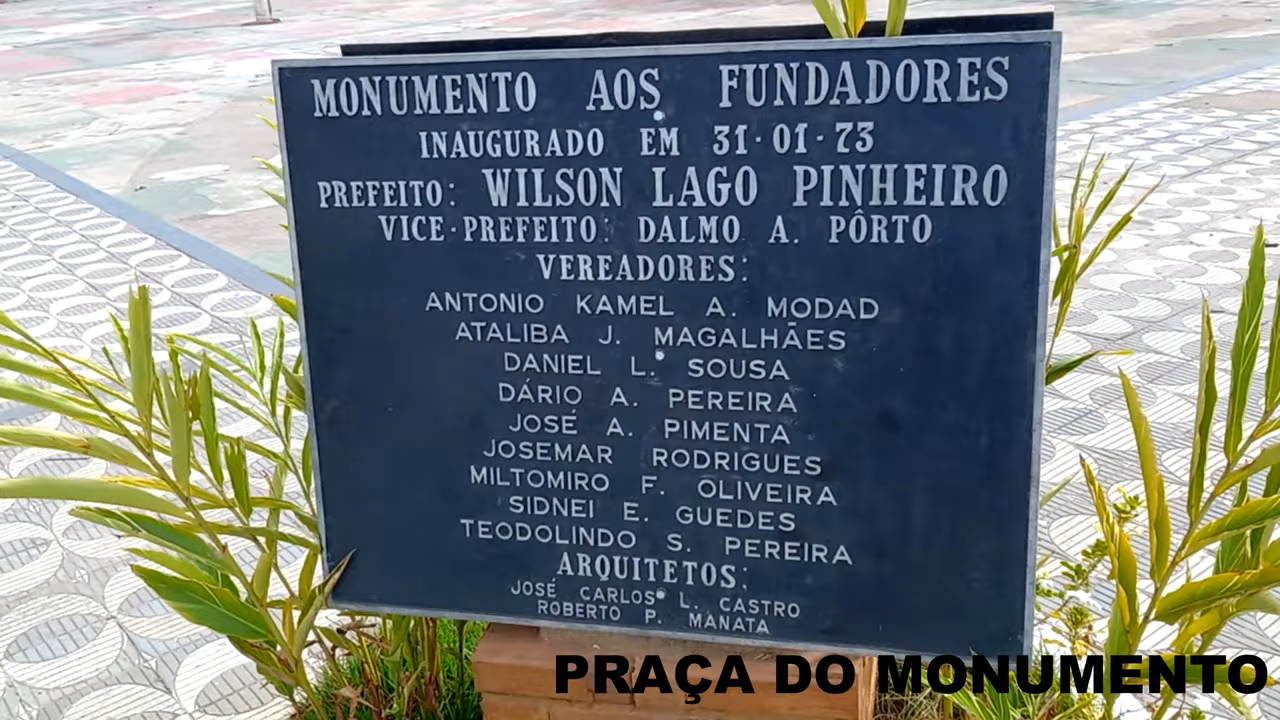 MONUMENTO AOS FUNDADORES
INAUGURADO EM 31·01·73
PREFEITO: WILSON LAGO PINHEIRO
VICE-PREFEITO: DALMO A. PÔRTO
VEREADORES:
ANTONIO KAMEL A. MODAD
ATALIBA J. MAGALHÃES
DANIEL L. SOUSA
DÁRIO A. PEREIRA
JOSÉ A. PIMENTA
JOSEMAR RODRIGUES
MILTOMIRO F. OLIVEIRA
SIDNEI E. GUEDES
TEODOLINDO S. PEREIRA
ARQUITETOS:
JOSÉ CARLOS L. CASTRO
ROBERTO P. MANATA
PRAÇA DO MONUMENTO